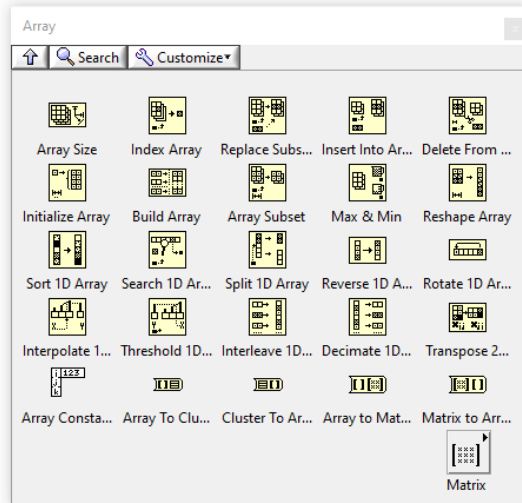 Array
Search Customize
Array Size Index Array Replace Subs... Insert Into Ar... Delete From ...
Initialize Array Build Array Array Subset Max & Min Reshape Array
Sort 1D Array Search 1D Ar... Split 1D Array Reverse 1D A... Rotate 1D Ar...
Interpolate 1... Threshold 1D... Interleave 1D... Decimate 1D... Transpose 2...
123
Array Consta... Array To Clu... Cluster To Ar... Array to Mat... Matrix to Arr...
Matrix